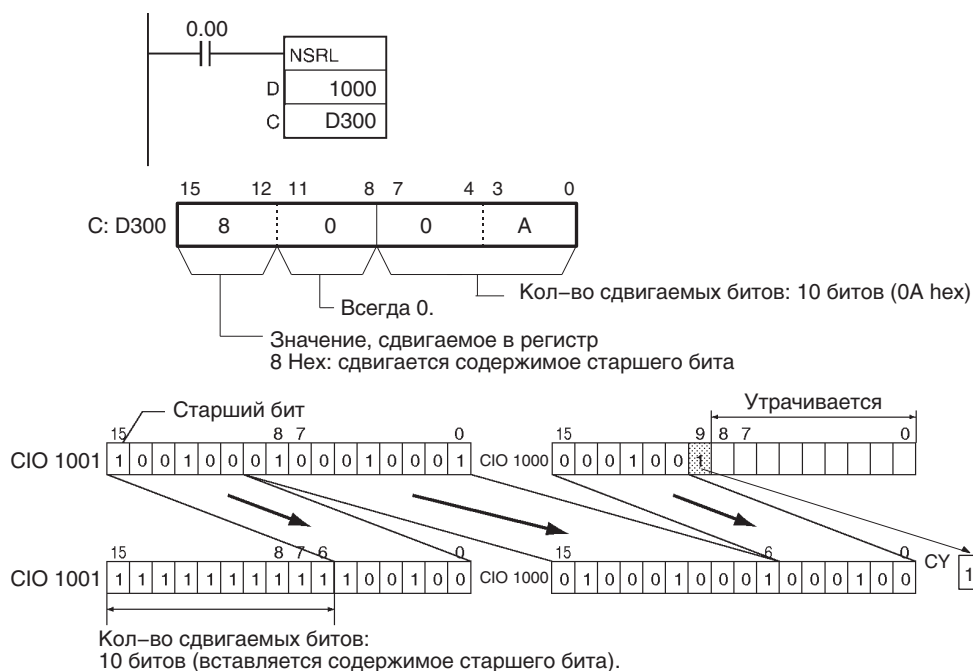 0.00
NSRL
D 1000
C D300
15 12 11 8 7 4 3 0
C: D300 8 0 0 A
Кол–во сдвигаемых битов: 10 битов (0A hex)
Всегда 0.
Значение, сдвигаемое в регистр
8 Hex: сдвигается содержимое старшего бита
Старший бит
Утрачивается
15 8 7 0 15 9 8 7 0
CIO 1001 1 0 0 1 0 0 0 1 0 0 0 1 0 0 0 1 CIO 1000 0 0 0 1 0 0 1
15 8 7 6 0 15 6 0
CIO 1001 1 1 1 1 1 1 1 1 1 1 1 0 0 1 0 0 CIO 1000 0 1 0 0 0 1 0 0 0 1 0 0 0 1 0 0 CY 1
Кол–во сдвигаемых битов:
10 битов (вставляется содержимое старшего бита).